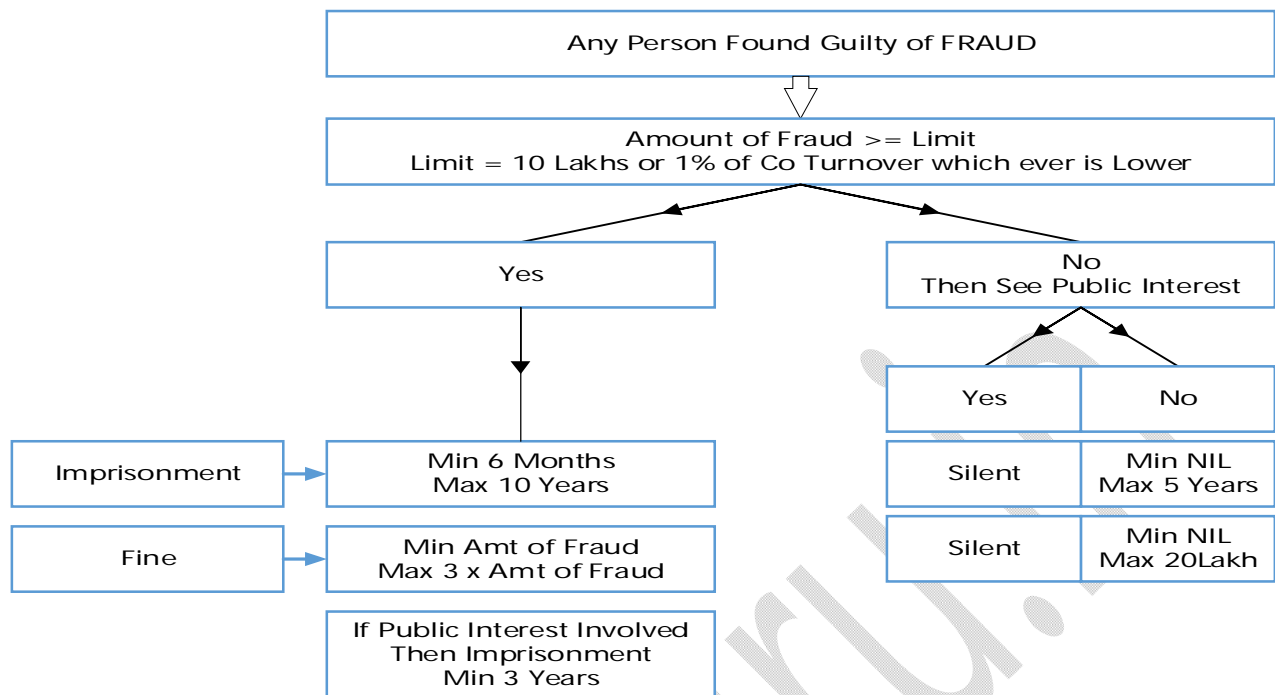 Any Person Found Guilty of FRAUD
Amount of Fraud >= Limit
Limit = 10 Lakhs or 1% of Co Turnover which ever is Lower
Yes
No
Then See Public Interest
Yes
No
Imprisonment
Min 6 Months
Max 10 Years
Silent
Min NIL
Max 5 Years
Fine
Min Amt of Fraud
Max 3 x Amt of Fraud
Silent
Min NIL
Max 20Lakh
If Public Interest Involved
Then Imprisonment
Min 3 Years